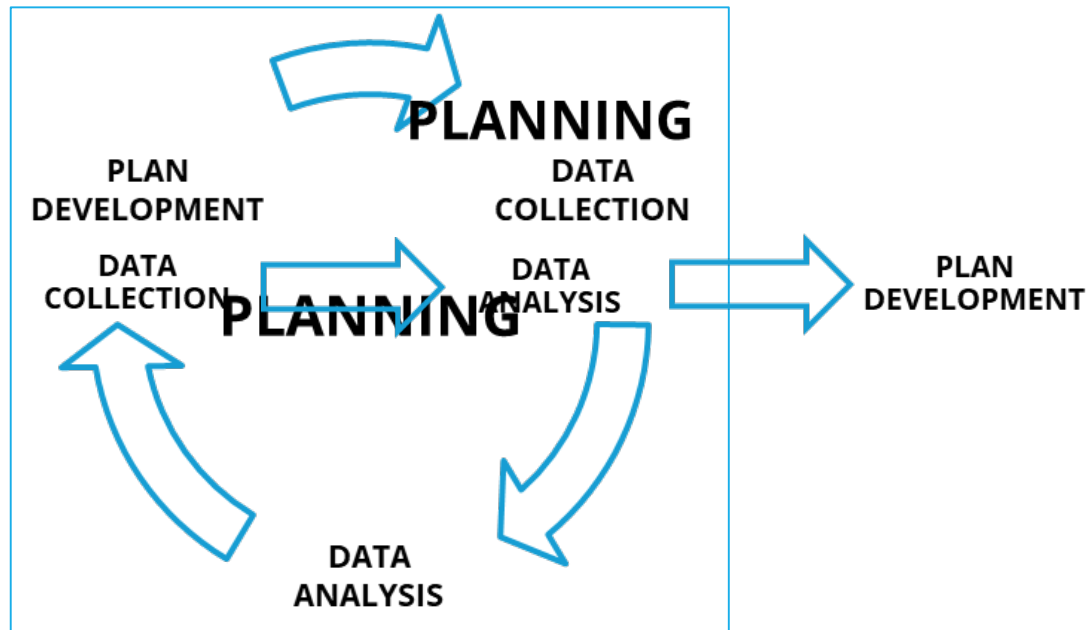 PLANNING
PLAN
DEVELOPMENT
DATA
COLLECTION
DATA
COLLECTION
DATA
ANALYSIS
PLAN
DEVELOPMENT
PLANNING
DATA
ANALYSIS